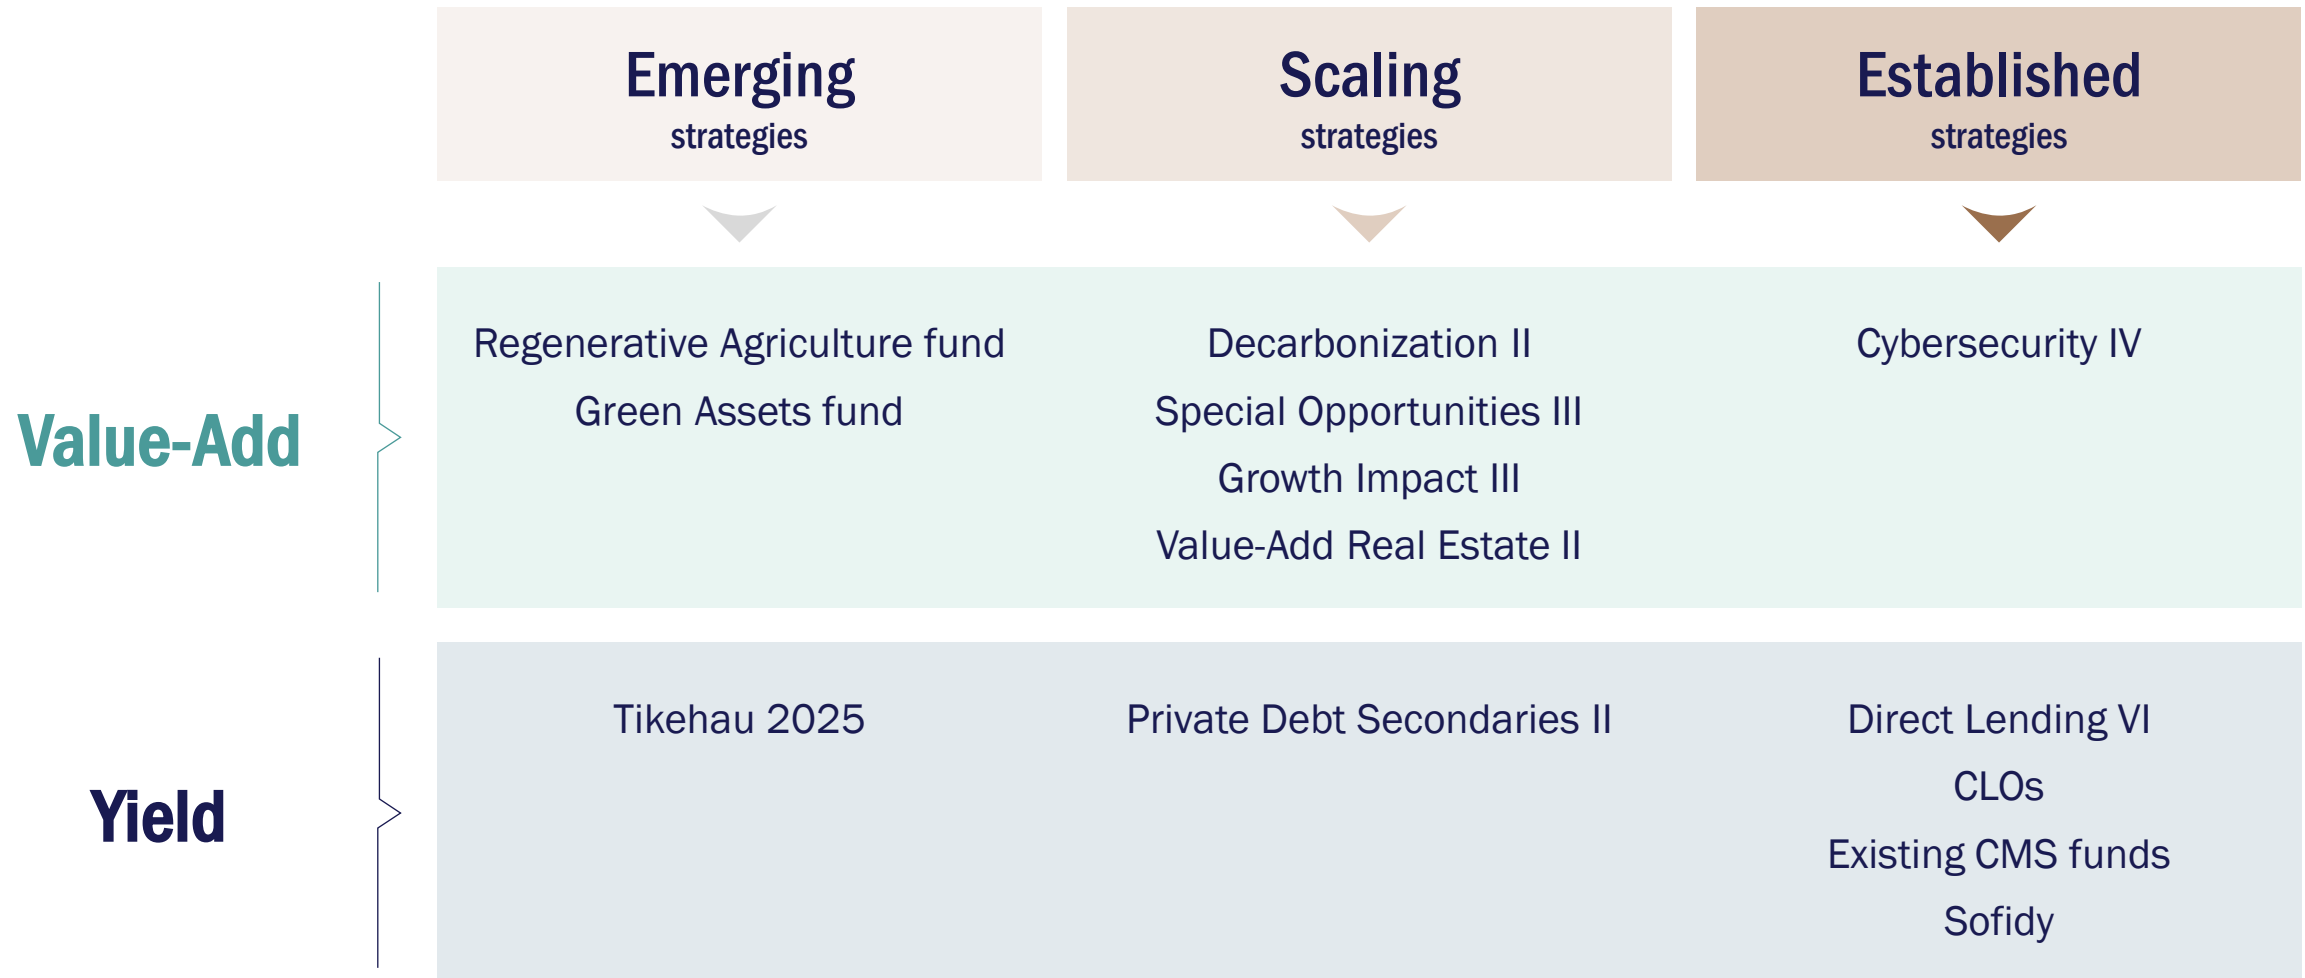 Emerging
strategies
Scaling
strategies
Established
strategies
Value-Add
Regenerative Agriculture fund
Green Assets fund
Decarbonization II
Special Opportunities III
Growth Impact III
Value-Add Real Estate II
Cybersecurity IV
Yield
Tikehau 2025
Private Debt Secondaries II
Direct Lending VI
CLOs
Existing CMS funds
Sofidy